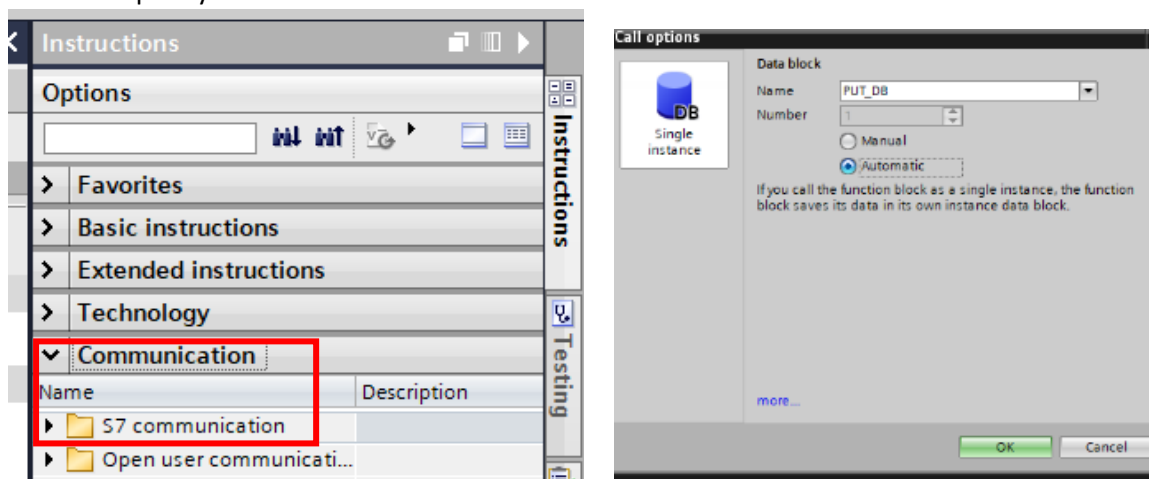 Instructions
Options
Favorites
Basic instructions
Extended instructions
Technology
Communication
Name Description
S7 communication
Open user communicati...
Instructions
Testing
Call options
DB
Single
instance
Data block
Name PUT_DB
Number 1
Manual
Automatic
If you call the function block as a single instance, the function
block saves its data in its own instance data block.
more...
OK Cancel